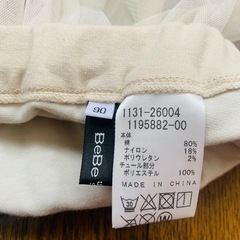 1131-26004
1195882-00
本体
綿 80%
ナイロン 18%
ポリウレタン 2%
チュール部分
ポリエステル 100%
MADE IN CHINA
90
BeBe